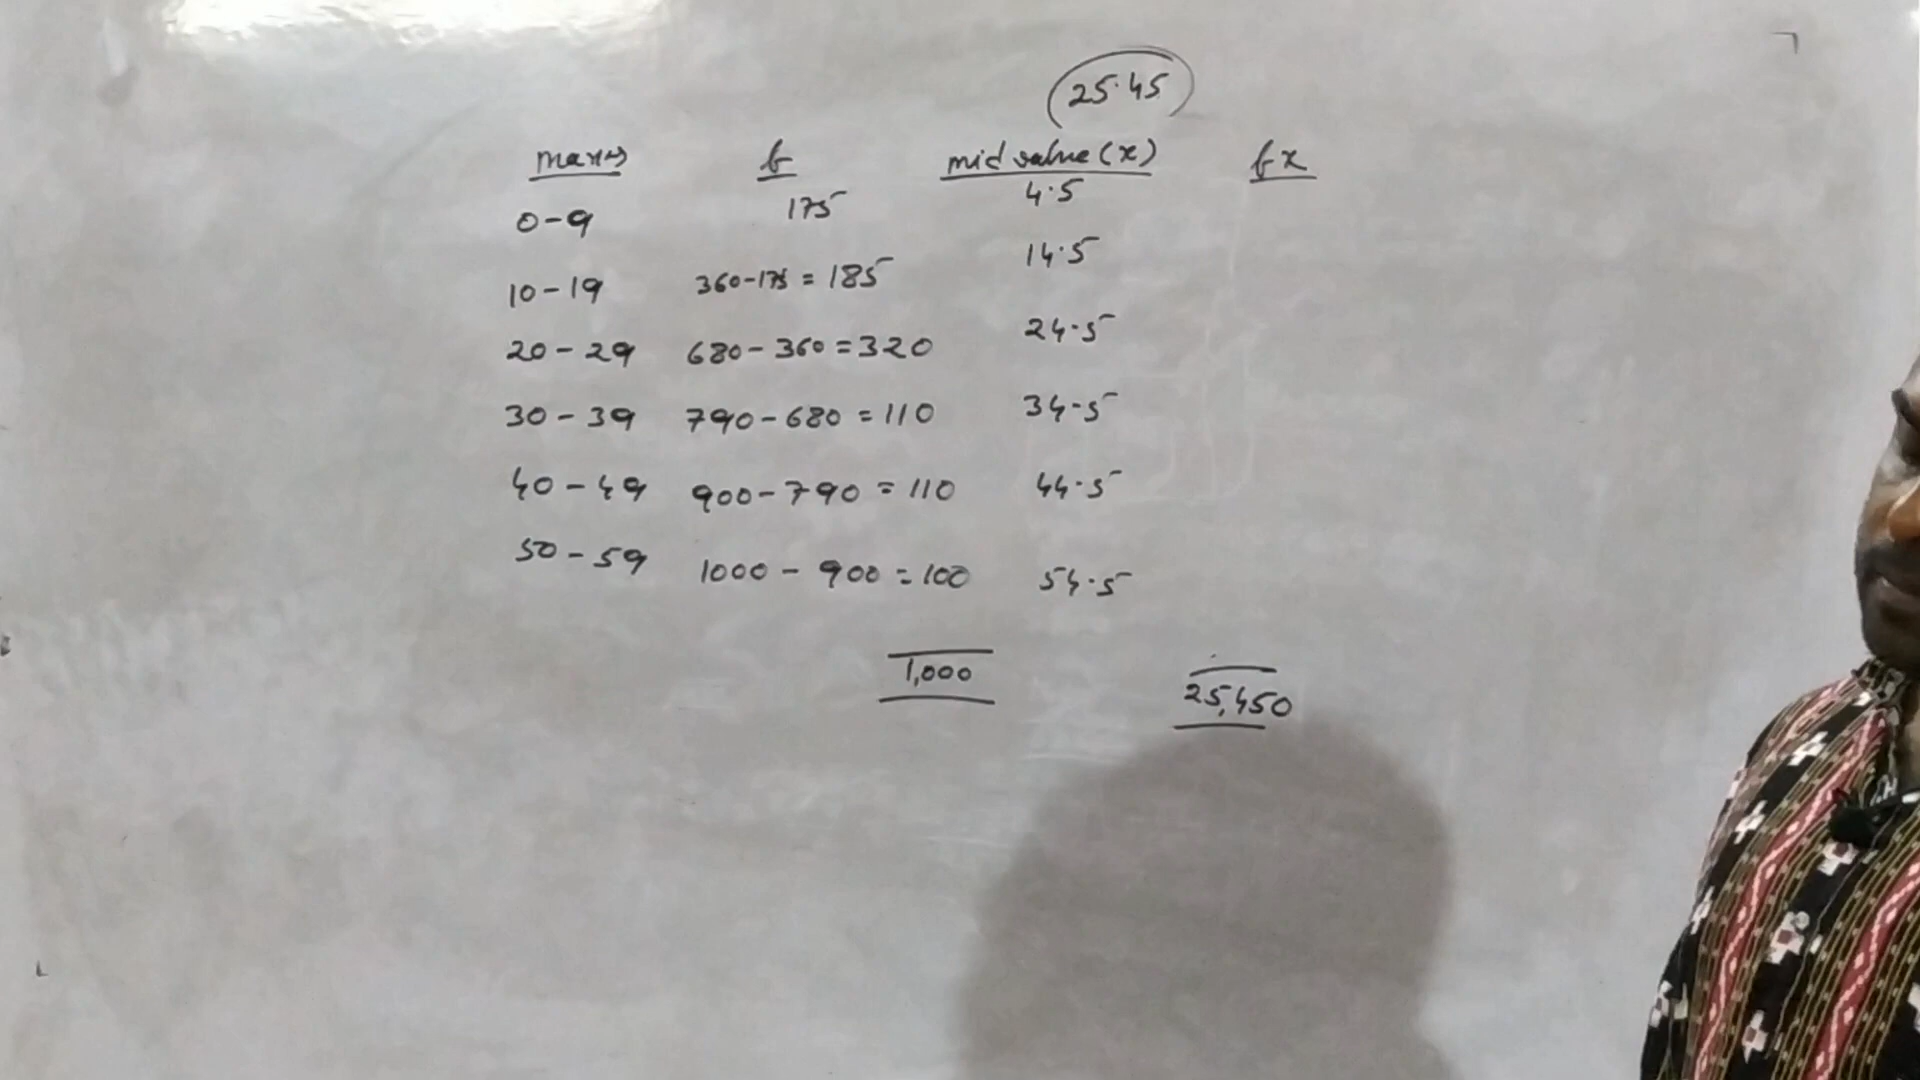 25.45
marks f mid value (x) fx
0-9 175 4.5
10-19 360-175 = 185 14.5
20-29 680-360=320 24.5
30-39 790-680=110 34.5
40-49 900-790=110 44.5
50-59 1000-900=100 54.5
1,000 25,450